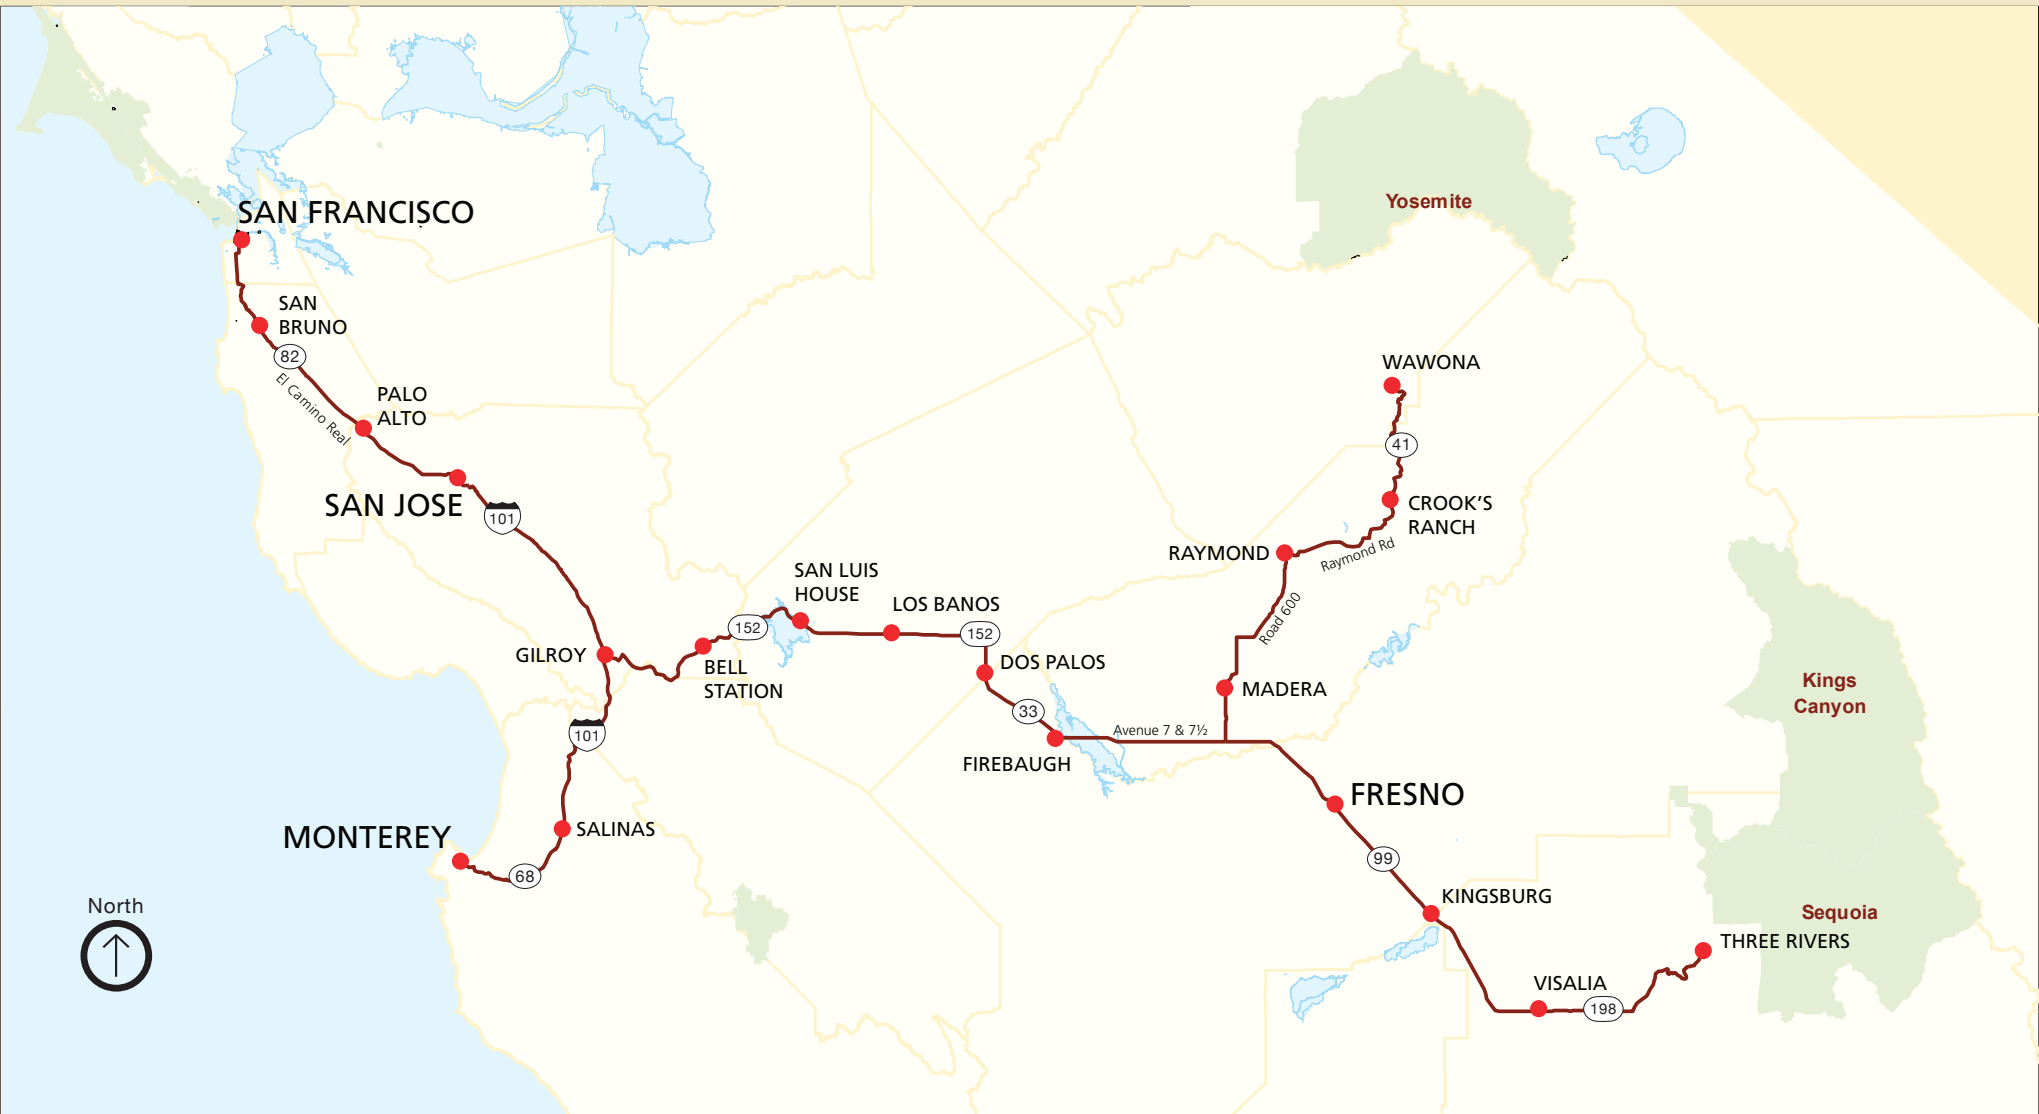 Yosemite
SAN FRANCISCO
SAN
BRUNO
82
El Camino Real
PALO
ALTO
WAWONA
41
SAN JOSE
101
CROOK’S
RANCH
RAYMOND
Raymond Rd
SAN LUIS
HOUSE
LOS BANOS
152
152
Road 600
GILROY
BELL
STATION
DOS PALOS
MADERA
Kings
Canyon
33
Avenue 7 & 7½
101
FIREBAUGH
FRESNO
MONTEREY
SALINAS
68
99
KINGSBURG
North
Sequoia
THREE RIVERS
VISALIA
198